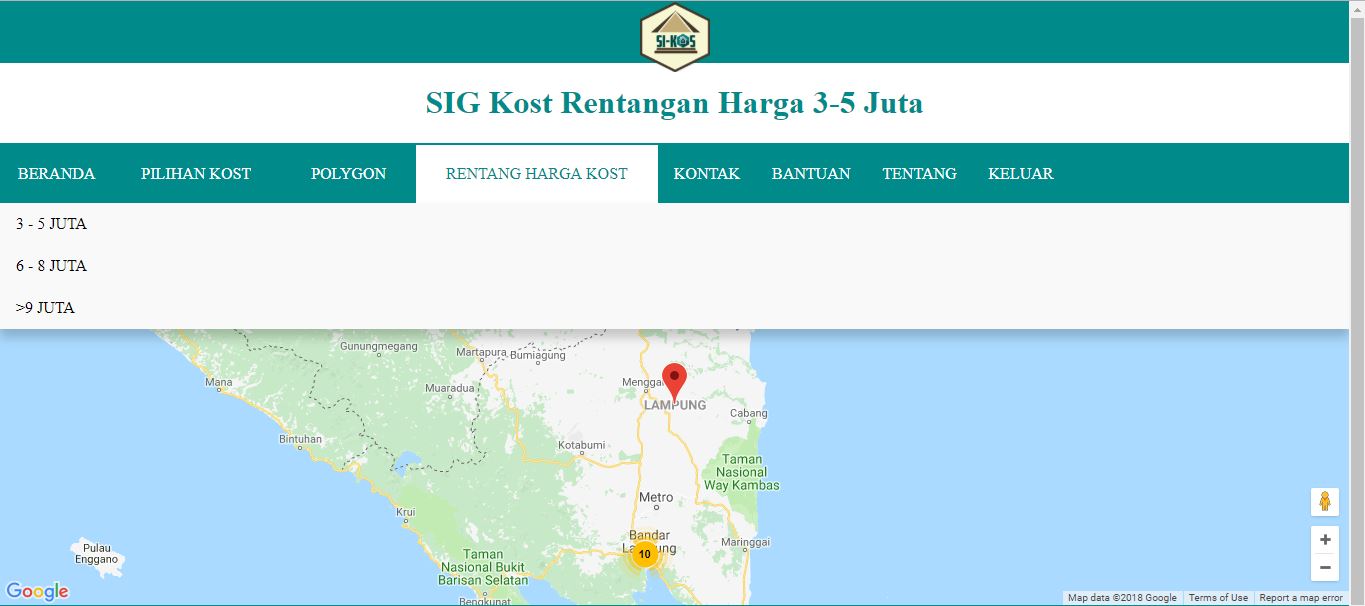 SI-KOS
SIG Kost Rentangan Harga 3-5 Juta
BERANDA PILIHAN KOST POLYGON RENTANG HARGA KOST KONTAK BANTUAN TENTANG KELUAR
3 - 5 JUTA
6 - 8 JUTA
>9 JUTA
Gunungmegang
Martapura
Bumiagung
Mana
Muaradua
Mengga
LAMPUNG
Cabang
Bintuhan
Kotabumi
Taman
Nasional
Way Kambas
Metro
Krui
Bandar
Lampung
10
Maringgai
Pulau
Enggano
Taman
Nasional Bukit
Barisan Selatan
Bengkunat
Google
+
−
Map data ©2018 Google Terms of Use Report a map error